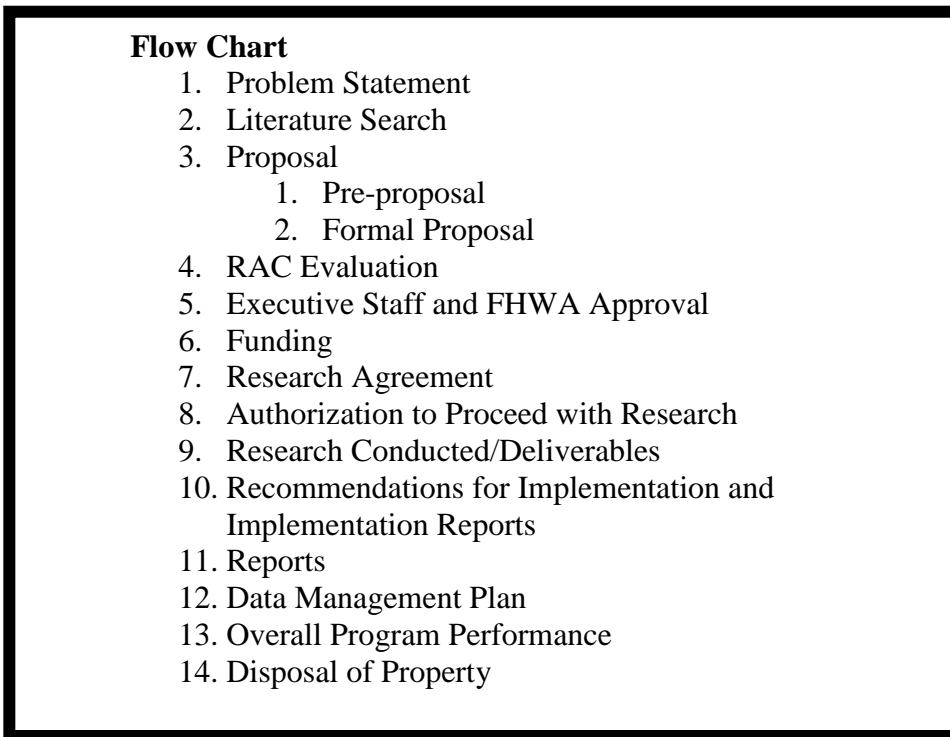 Flow Chart
1. Problem Statement
2. Literature Search
3. Proposal
1. Pre-proposal
2. Formal Proposal
4. RAC Evaluation
5. Executive Staff and FHWA Approval
6. Funding
7. Research Agreement
8. Authorization to Proceed with Research
9. Research Conducted/Deliverables
10. Recommendations for Implementation and
Implementation Reports
11. Reports
12. Data Management Plan
13. Overall Program Performance
14. Disposal of Property